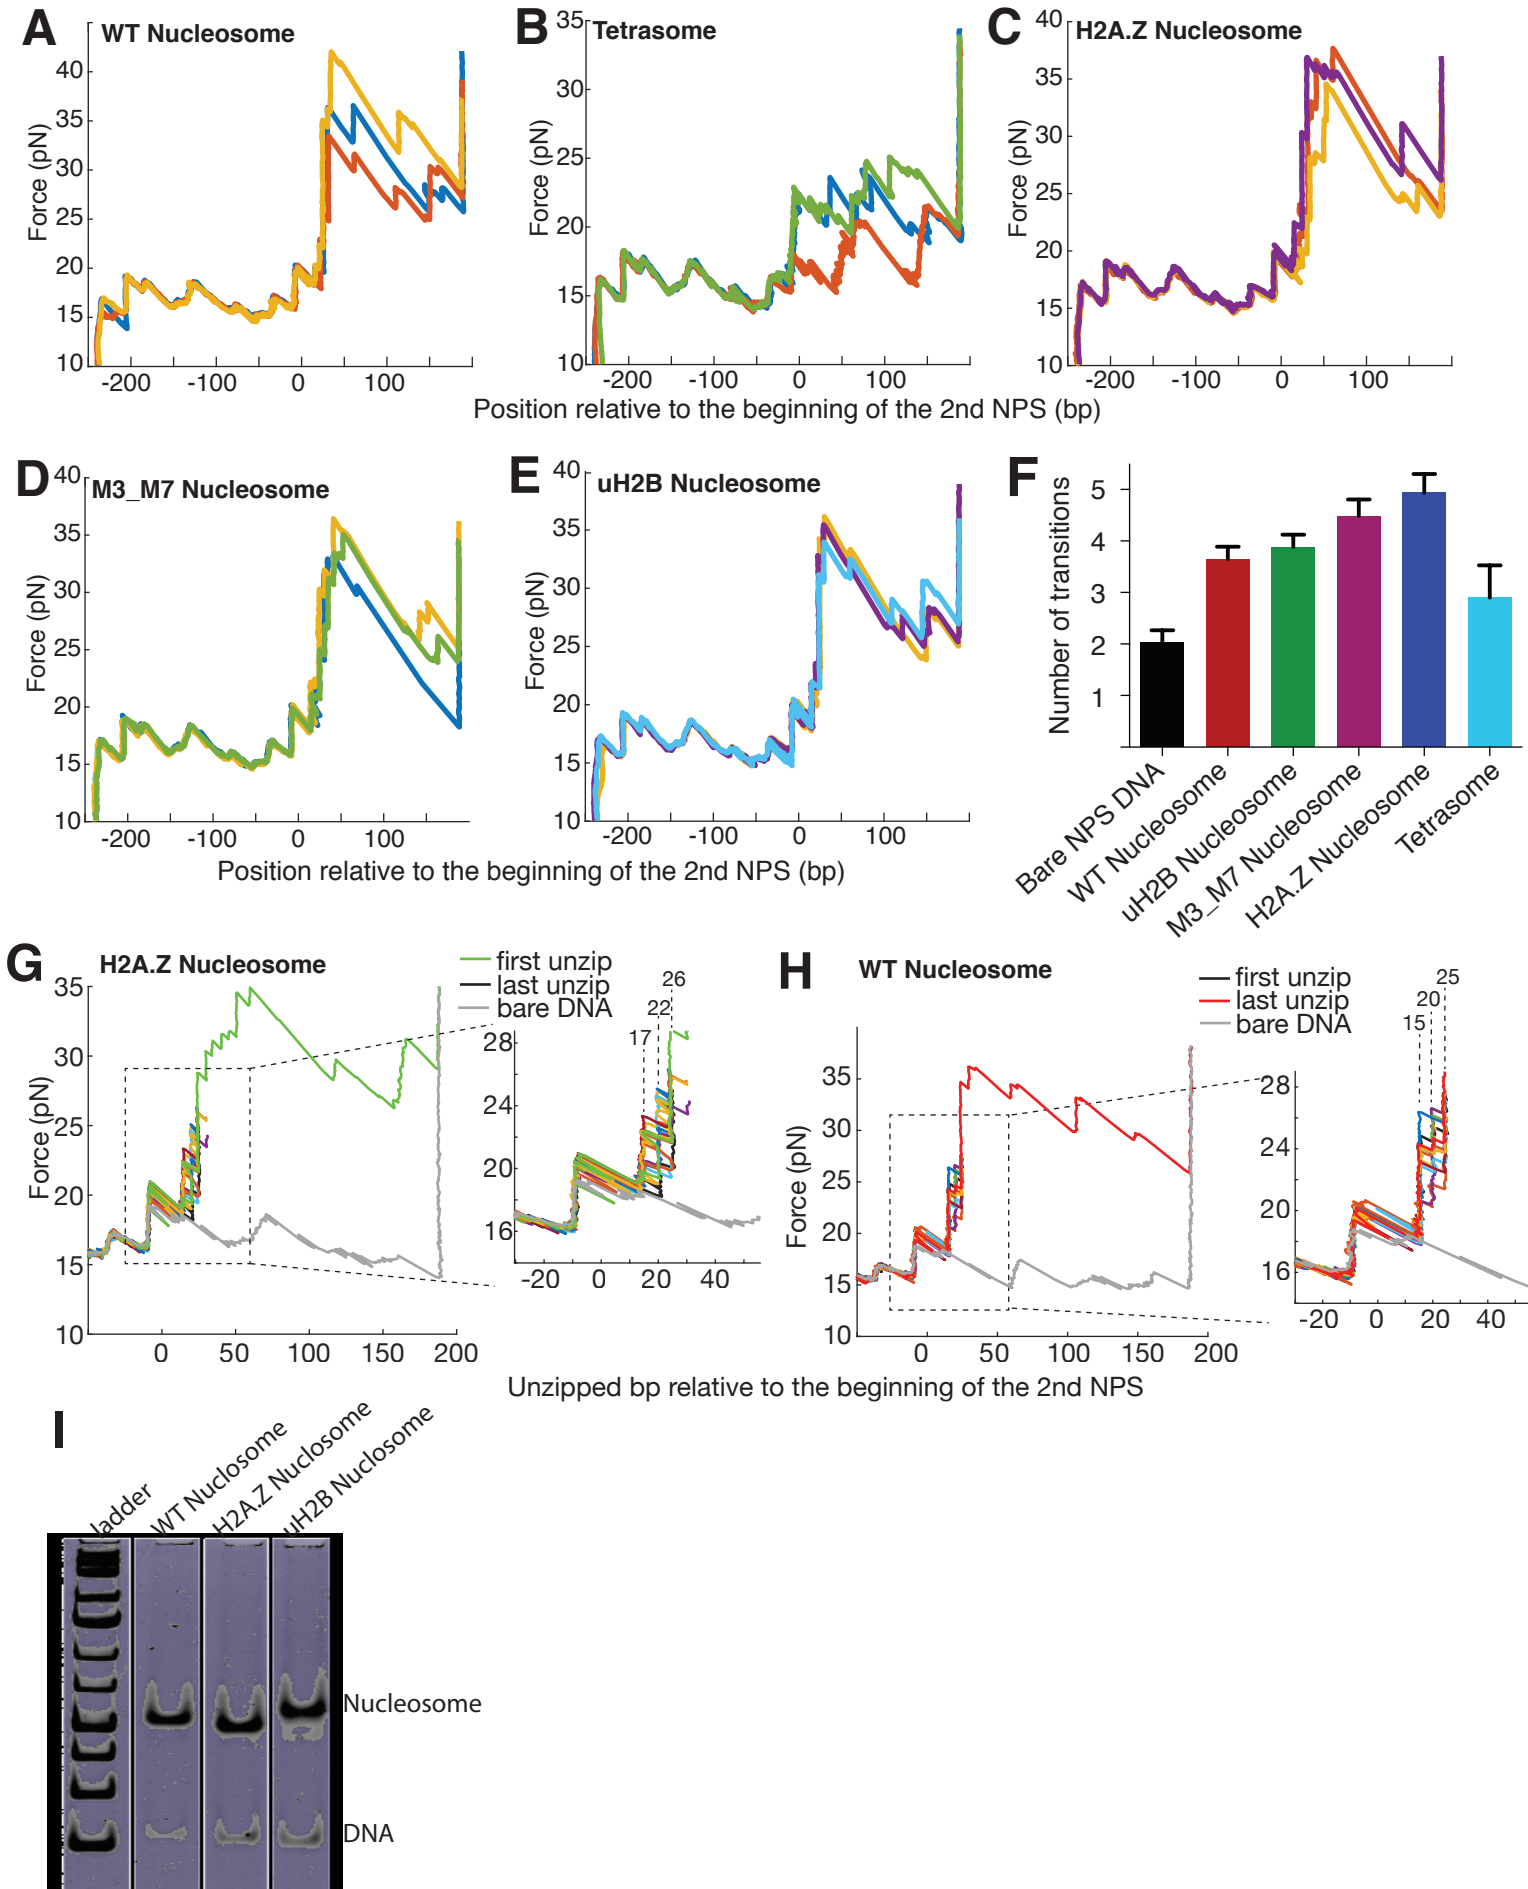 A
WT Nucleosome
Force (pN)
40
35
30
25
20
15
10
-200
-100
0
100
B
Tetrasome
Force (pN)
35
30
25
20
15
10
-200
-100
0
100
C
H2A.Z Nucleosome
Force (pN)
40
35
30
25
20
15
10
-200
-100
0
100
Position relative to the beginning of the 2nd NPS (bp)
D
M3_M7 Nucleosome
Force (pN)
40
35
30
25
20
15
10
-200
-100
0
100
E
uH2B Nucleosome
Force (pN)
40
35
30
25
20
15
10
-200
-100
0
100
Position relative to the beginning of the 2nd NPS (bp)
F
Number of transitions
5
4
3
2
1
Bare NPS DNA
WT Nucleosome
uH2B Nucleosome
M3_M7 Nucleosome
H2A.Z Nucleosome
Tetrasome
G
H2A.Z Nucleosome
first unzip
last unzip
bare DNA
Force (pN)
35
30
25
20
15
10
0
50
100
150
200
17
22
26
28
24
20
16
-20
0
20
40
H
WT Nucleosome
first unzip
last unzip
bare DNA
Force (pN)
35
30
25
20
15
10
0
50
100
150
200
15
20
25
28
24
20
16
-20
0
20
40
Unzipped bp relative to the beginning of the 2nd NPS
I
ladder
WT Nuclosome
H2A.Z Nuclosome
uH2B Nuclosome
Nucleosome
DNA